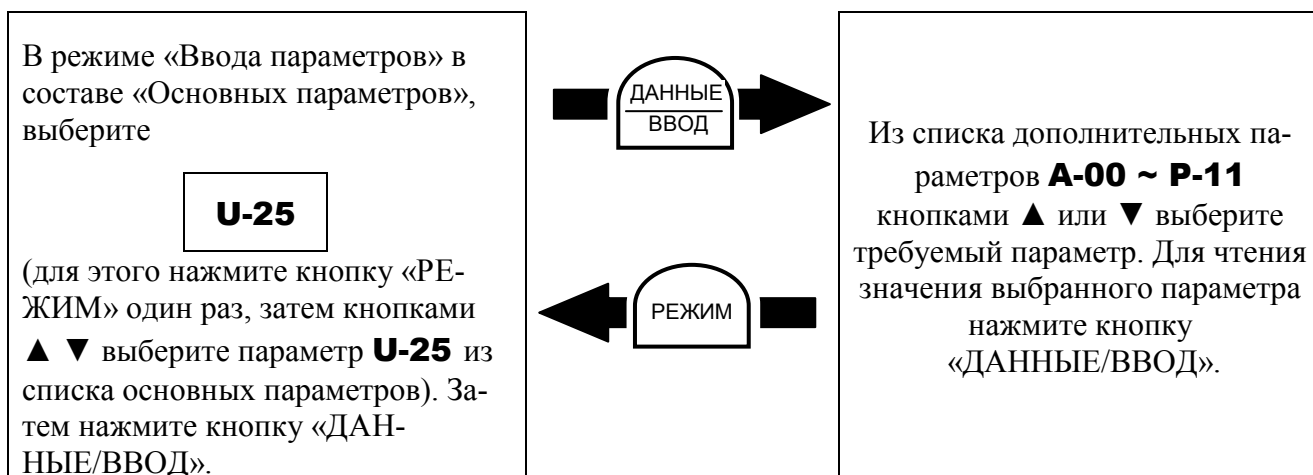 В режиме «Ввода параметров» в
составе «Основных параметров»,
выберите
U-25
(для этого нажмите кнопку «РЕ-
ЖИМ» один раз, затем кнопками
▲ ▼ выберите параметр U-25 из
списка основных параметров). За-
тем нажмите кнопку «ДАН-
НЫЕ/ВВОД».
ДАННЫЕ
ВВОД
РЕЖИМ
Из списка дополнительных па-
раметров A-00 ~ P-11
кнопками ▲ или ▼ выберите
требуемый параметр. Для чтения
значения выбранного параметра
нажмите кнопку
«ДАННЫЕ/ВВОД».